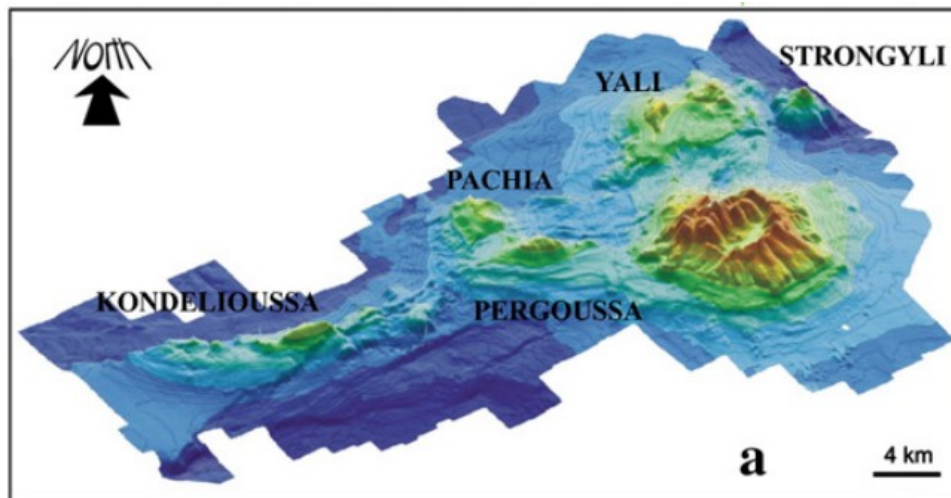 North
STRONGYLI
YALI
PACHIA
KONDELIOUSSA
PERGOUSSA
a
4 km